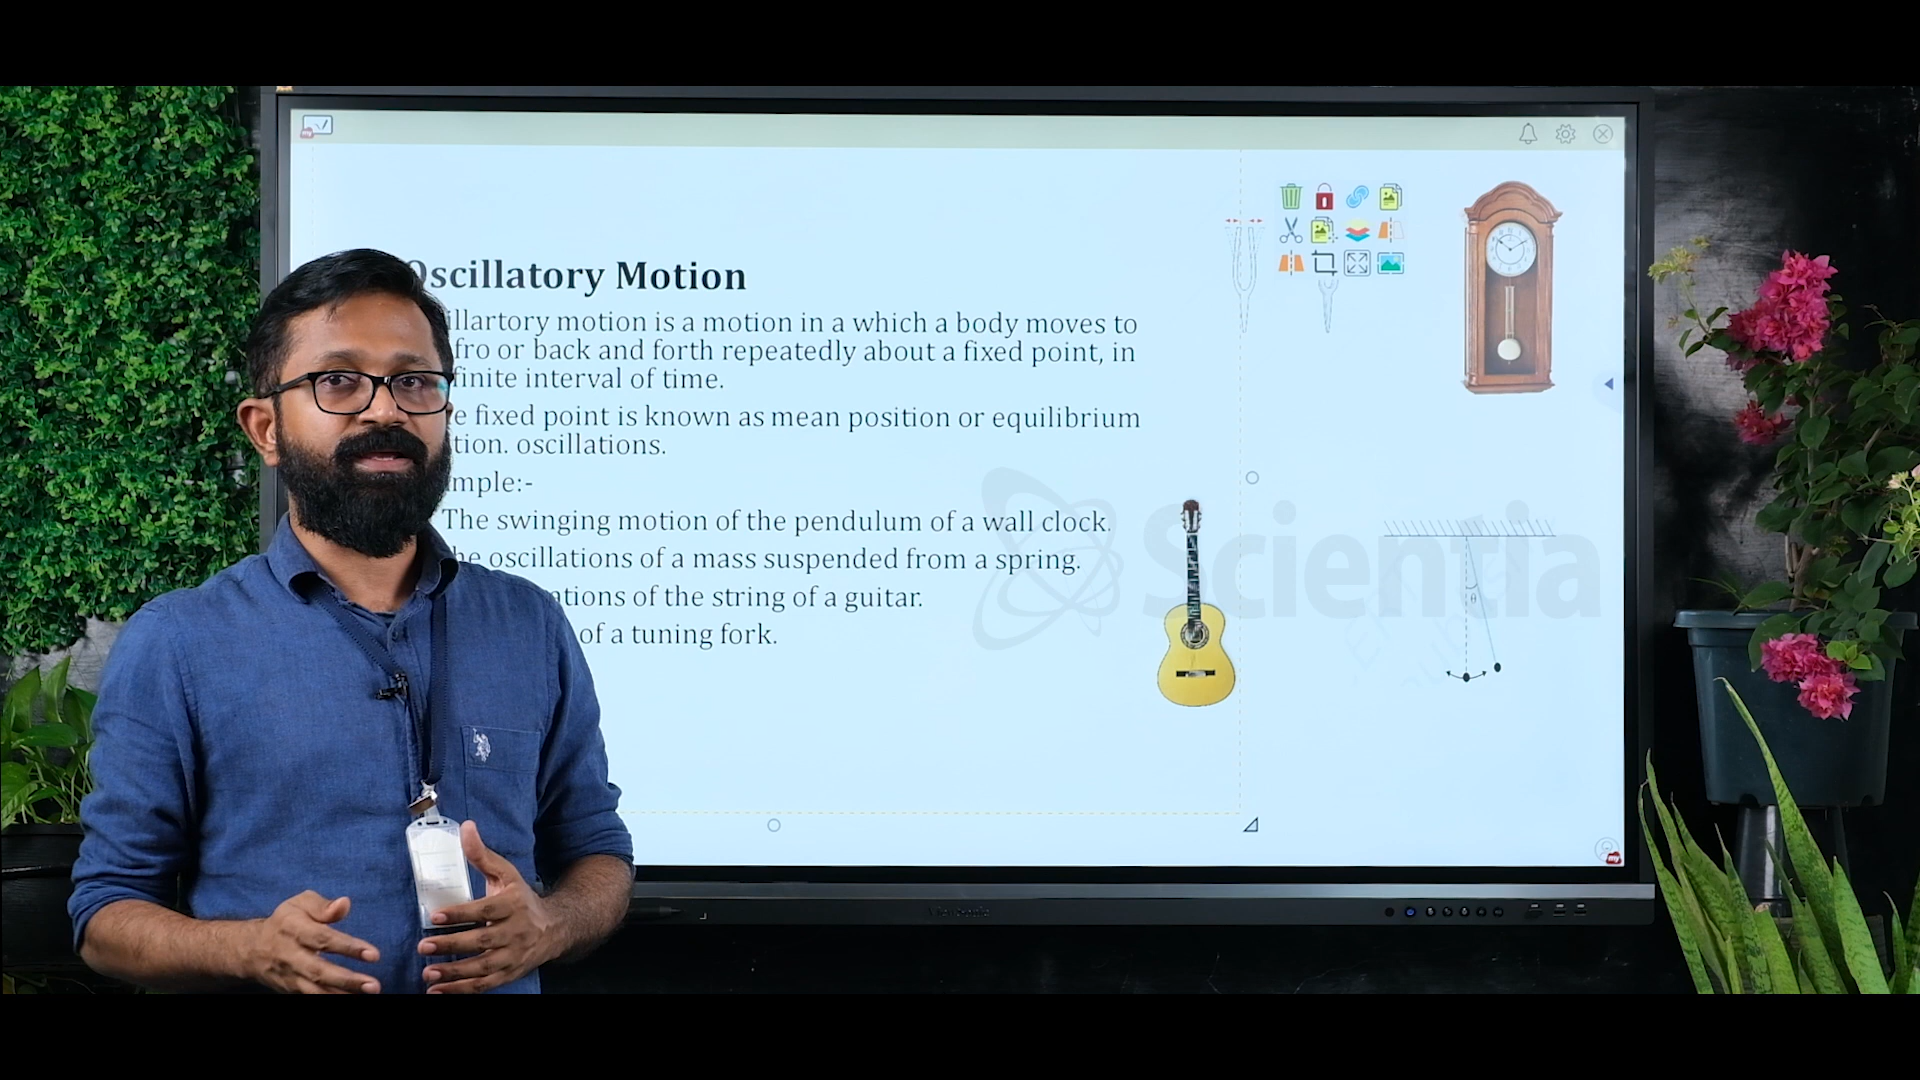 Oscillatory Motion
illartory motion is a motion in a which a body moves to
fro or back and forth repeatedly about a fixed point, in
finite interval of time.
e fixed point is known as mean position or equilibrium
tion. oscillations.
mple:-
The swinging motion of the pendulum of a wall clock.
he oscillations of a mass suspended from a spring.
ations of the string of a guitar.
of a tuning fork.
θ
Scientia
my
my